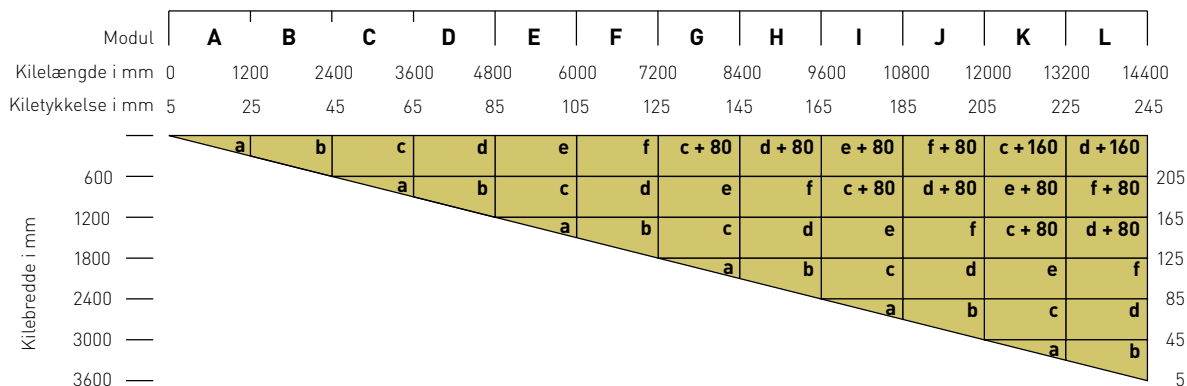 Modul A B C D E F G H I J K L
Kilelængde i mm 0 1200 2400 3600 4800 6000 7200 8400 9600 10800 12000 13200 14400
Kiletykkelse i mm 5 25 45 65 85 105 125 145 165 185 205 225 245
a b c d e f c + 80 d + 80 e + 80 f + 80 c + 160 d + 160
600 205
a b c d e f c + 80 d + 80 e + 80 f + 80
1200 165
a b c d e f c + 80 d + 80
1800 125
a b c d e f
2400 85
a b c d
3000 45
a b
3600 5
Kilebredde i mm